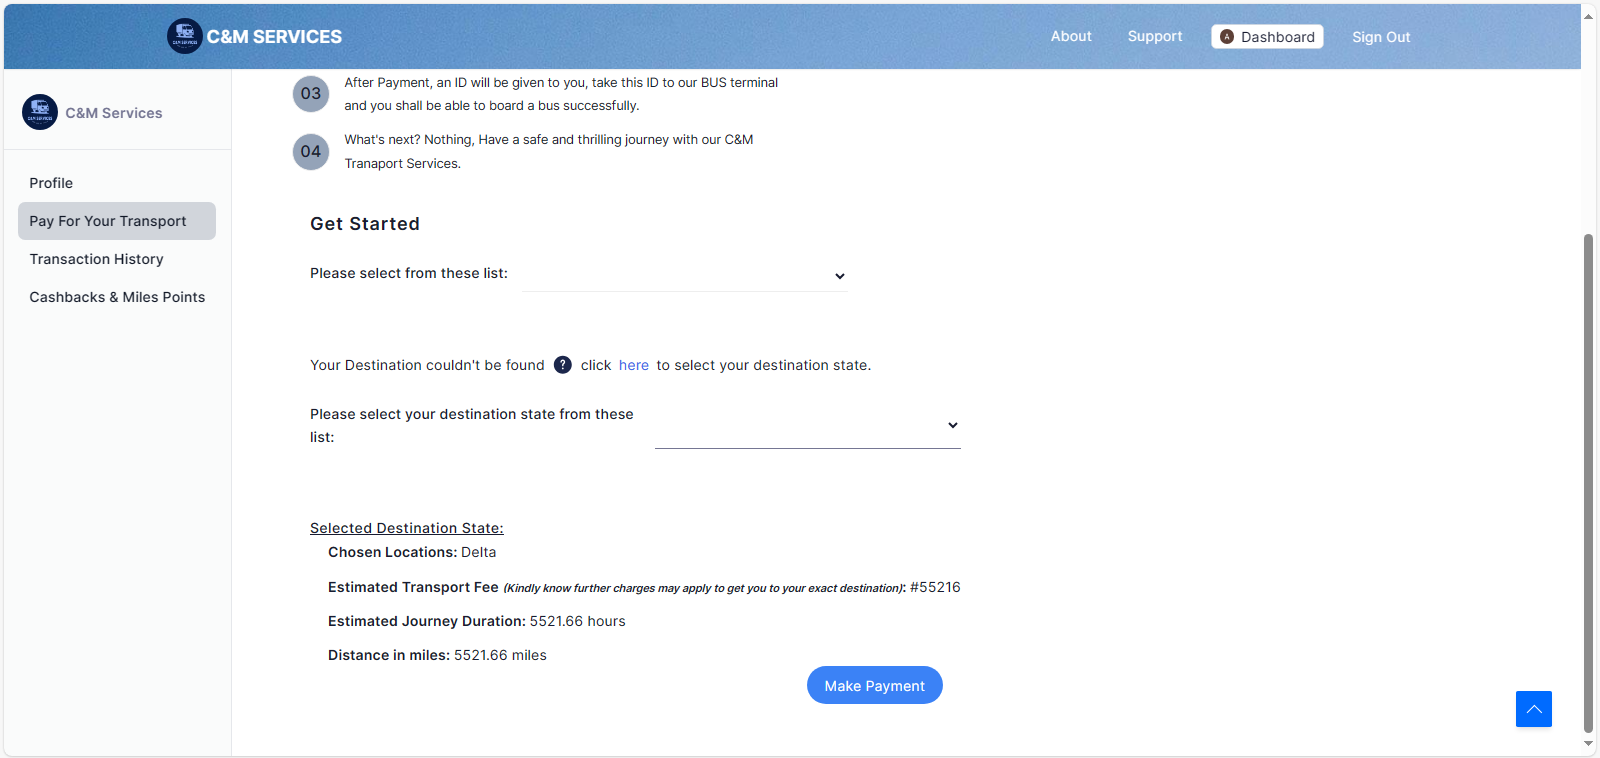 C&M SERVICES
About
Support
A Dashboard
Sign Out
C&M Services
Profile
Pay For Your Transport
Transaction History
Cashbacks & Miles Points
03
After Payment, an ID will be given to you, take this ID to our BUS terminal
and you shall be able to board a bus successfully.
04
What's next? Nothing, Have a safe and thrilling journey with our C&M
Tranaport Services.
Get Started
Please select from these list:
Your Destination couldn't be found ? click here to select your destination state.
Please select your destination state from these
list:
Selected Destination State:
Chosen Locations: Delta
Estimated Transport Fee (Kindly know further charges may apply to get you to your exact destination): #55216
Estimated Journey Duration: 5521.66 hours
Distance in miles: 5521.66 miles
Make Payment